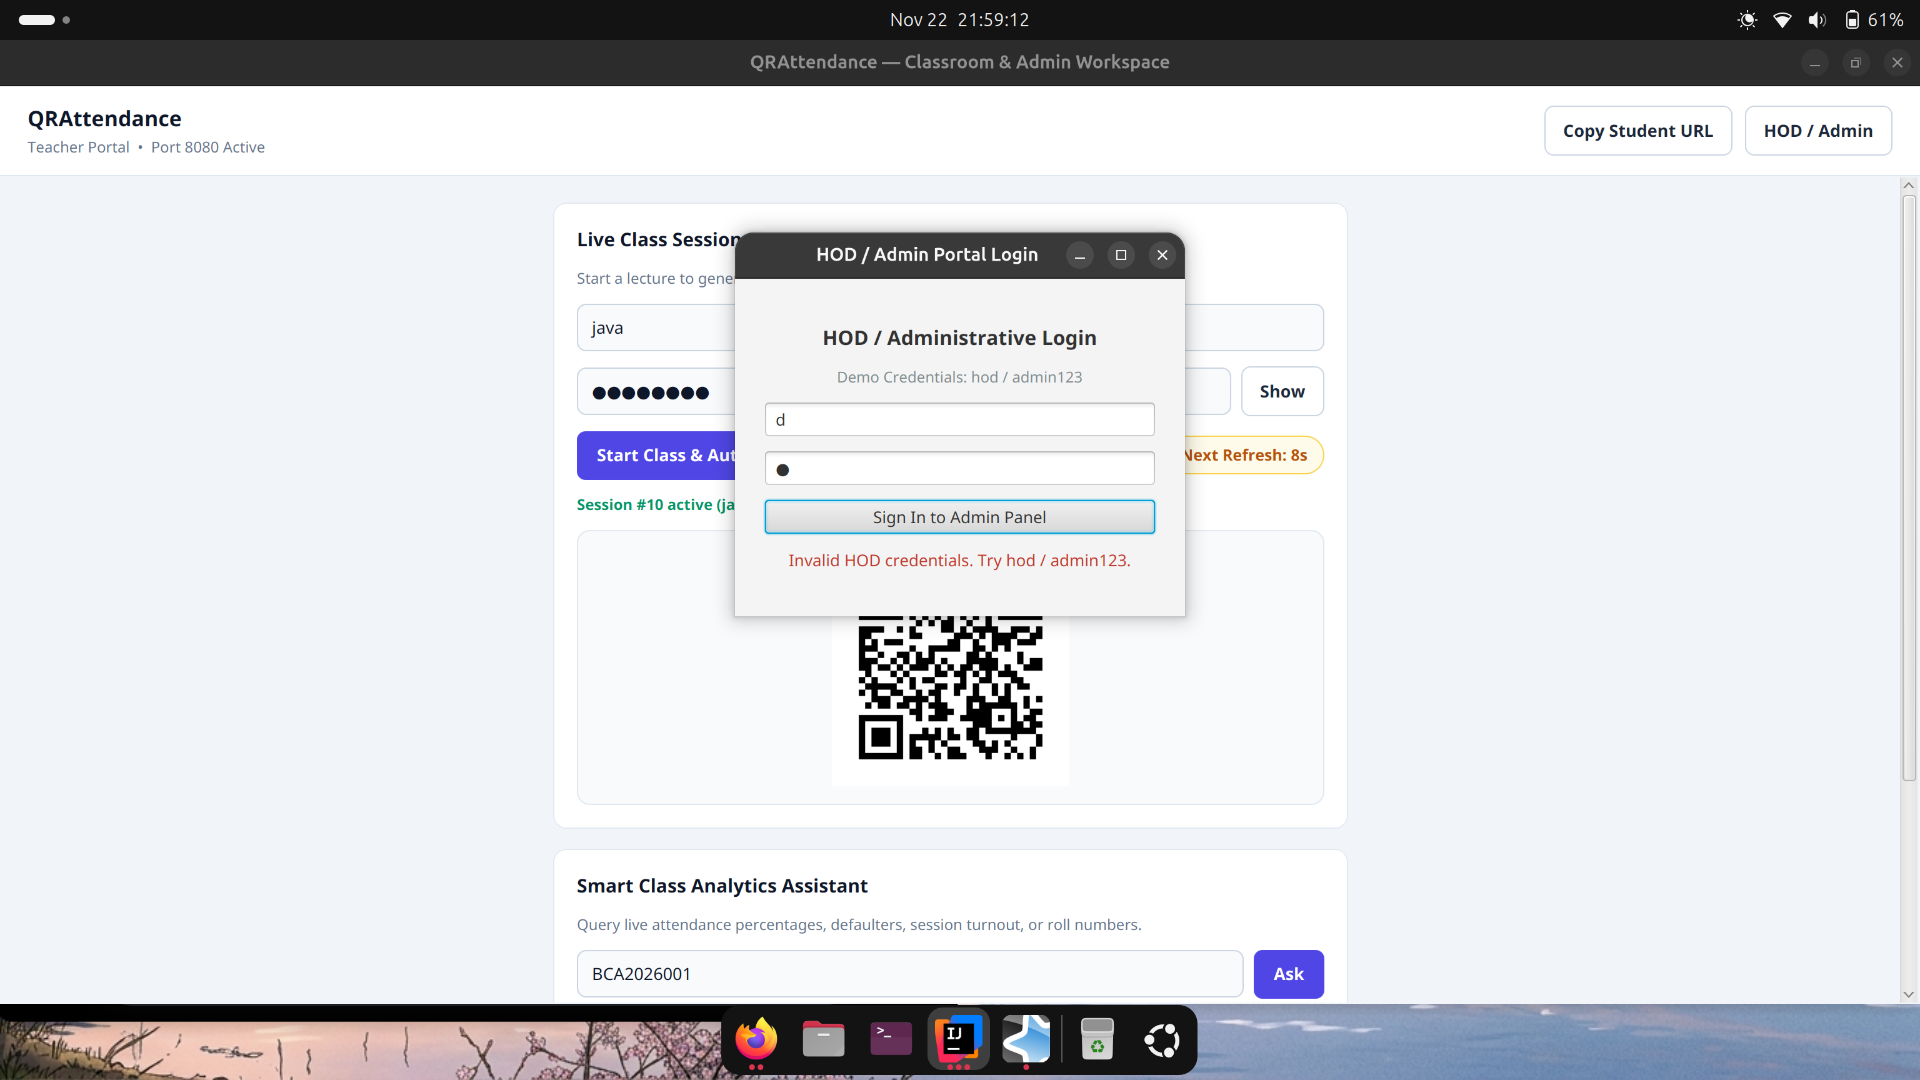 Nov 22 21:59:12
61%
QRAttendance — Classroom & Admin Workspace
QRAttendance
Teacher Portal • Port 8080 Active
Copy Student URL
HOD / Admin
Live Class Session
Start a lecture to gene
java
●●●●●●●●
Show
Start Class & Aut
Next Refresh: 8s
Session #10 active (ja
HOD / Admin Portal Login
HOD / Administrative Login
Demo Credentials: hod / admin123
d
●
Sign In to Admin Panel
Invalid HOD credentials. Try hod / admin123.
Smart Class Analytics Assistant
Query live attendance percentages, defaulters, session turnout, or roll numbers.
BCA2026001
Ask
>_
IJ